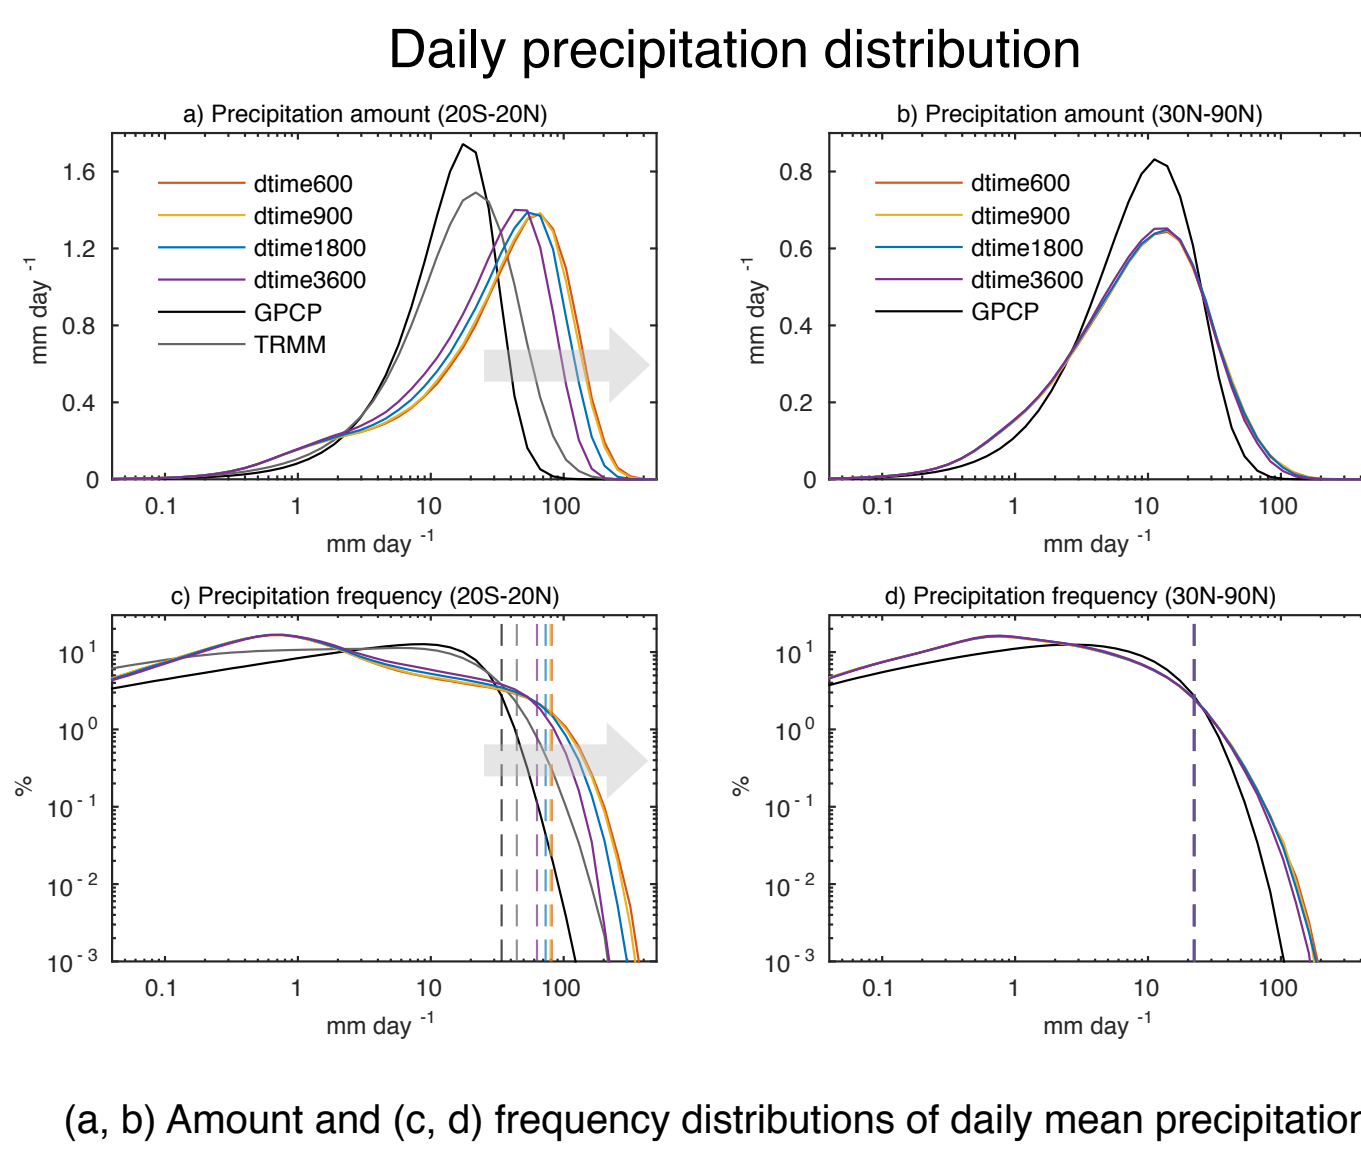 Daily precipitation distribution
a) Precipitation amount (20S-20N)
mm day -1
1.6
1.2
0.8
0.4
0
dtime600
dtime900
dtime1800
dtime3600
GPCP
TRMM
0.1 1 10 100
mm day -1
b) Precipitation amount (30N-90N)
mm day -1
0.8
0.6
0.4
0.2
0
dtime600
dtime900
dtime1800
dtime3600
GPCP
0.1 1 10 100
mm day -1
c) Precipitation frequency (20S-20N)
%
10 1
10 0
10 -1
10 -2
10 -3
0.1 1 10 100
mm day -1
d) Precipitation frequency (30N-90N)
%
10 1
10 0
10 -1
10 -2
10 -3
0.1 1 10 100
mm day -1
(a, b) Amount and (c, d) frequency distributions of daily mean precipitation